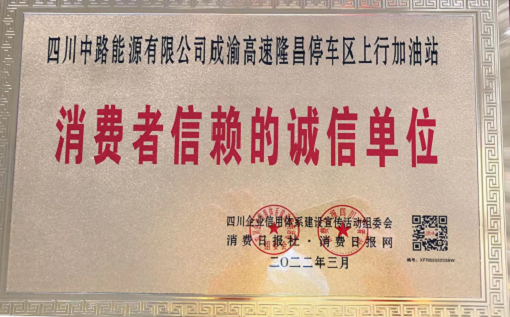 四川中路能源有限公司成渝高速隆昌停车区上行加油站
消费者信赖的诚信单位
四川企业信用体系建设宣传活动组委会
消费日报社·消费日报网
二〇二二年三月